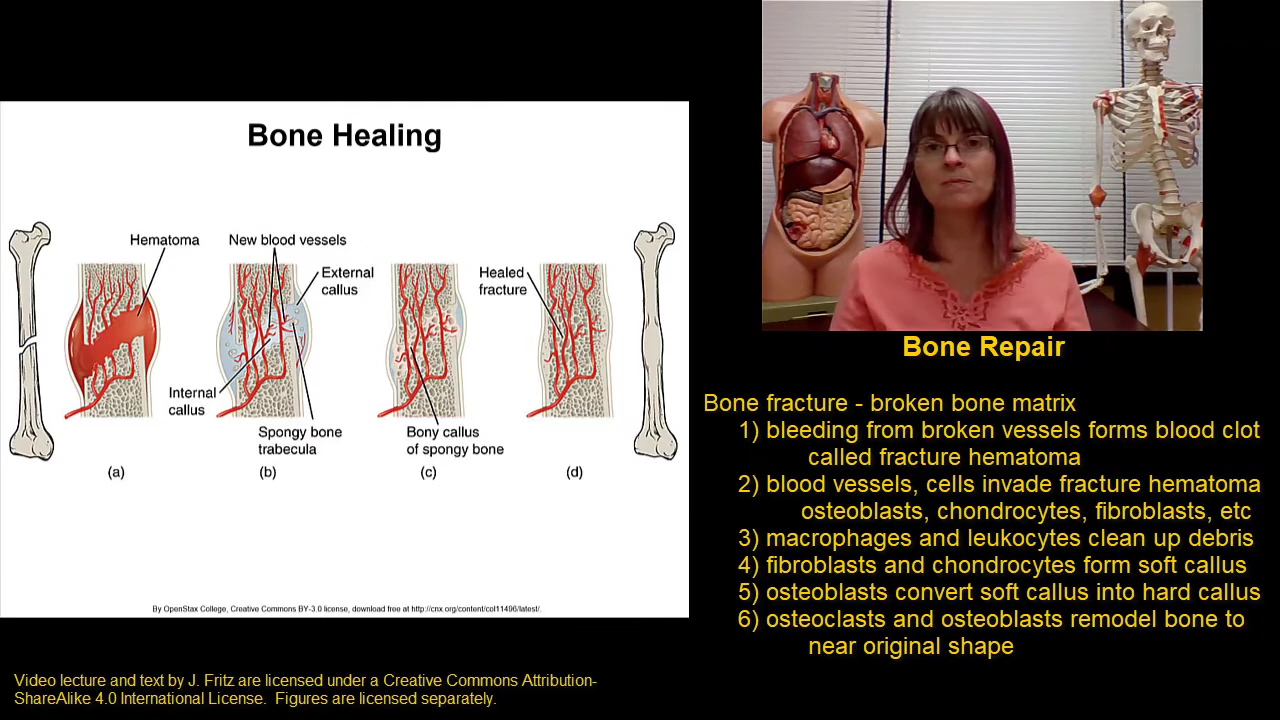 Bone Healing
Hematoma
New blood vessels
External
callus
Healed
fracture
Internal
callus
Spongy bone
trabecula
Bony callus
of spongy bone
(a)
(b)
(c)
(d)
By OpenStax College, Creative Commons BY-3.0 license, download free at http://cnx.org/content/col11496/latest/.
Bone Repair
Bone fracture - broken bone matrix
1) bleeding from broken vessels forms blood clot
called fracture hematoma
2) blood vessels, cells invade fracture hematoma
osteoblasts, chondrocytes, fibroblasts, etc
3) macrophages and leukocytes clean up debris
4) fibroblasts and chondrocytes form soft callus
5) osteoblasts convert soft callus into hard callus
6) osteoclasts and osteoblasts remodel bone to
near original shape
Video lecture and text by J. Fritz are licensed under a Creative Commons Attribution-
ShareAlike 4.0 International License.  Figures are licensed separately.